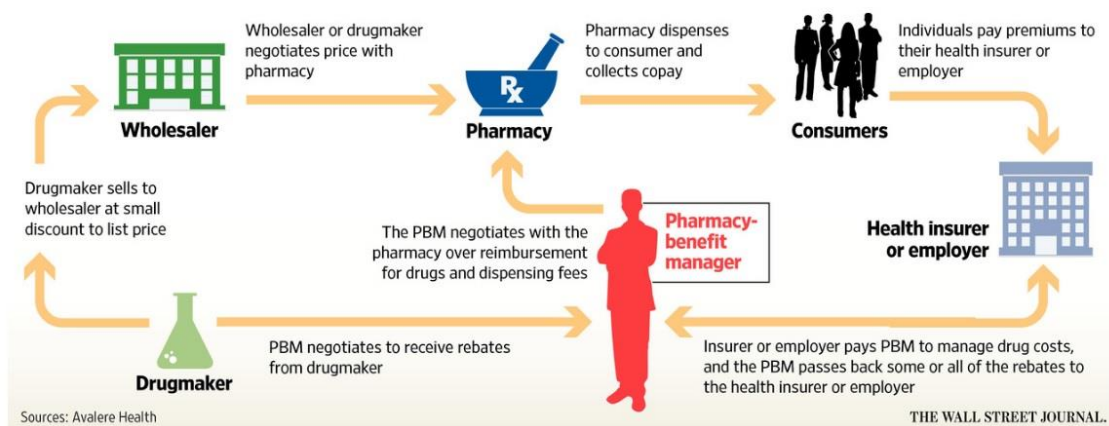 Wholesaler or drugmaker
negotiates price with
pharmacy
Pharmacy dispenses
to consumer and
collects copay
Individuals pay premiums to
their health insurer or
employer
Wholesaler
Rx
Pharmacy
Consumers
Drugmaker sells to
wholesaler at small
discount to list price
The PBM negotiates with the
pharmacy over reimbursement
for drugs and dispensing fees
Pharmacy-
benefit
manager
Health insurer
or employer
Drugmaker
PBM negotiates to receive rebates
from drugmaker
Insurer or employer pays PBM to manage drug costs,
and the PBM passes back some or all of the rebates to
the health insurer or employer
Sources: Avalere Health
THE WALL STREET JOURNAL.